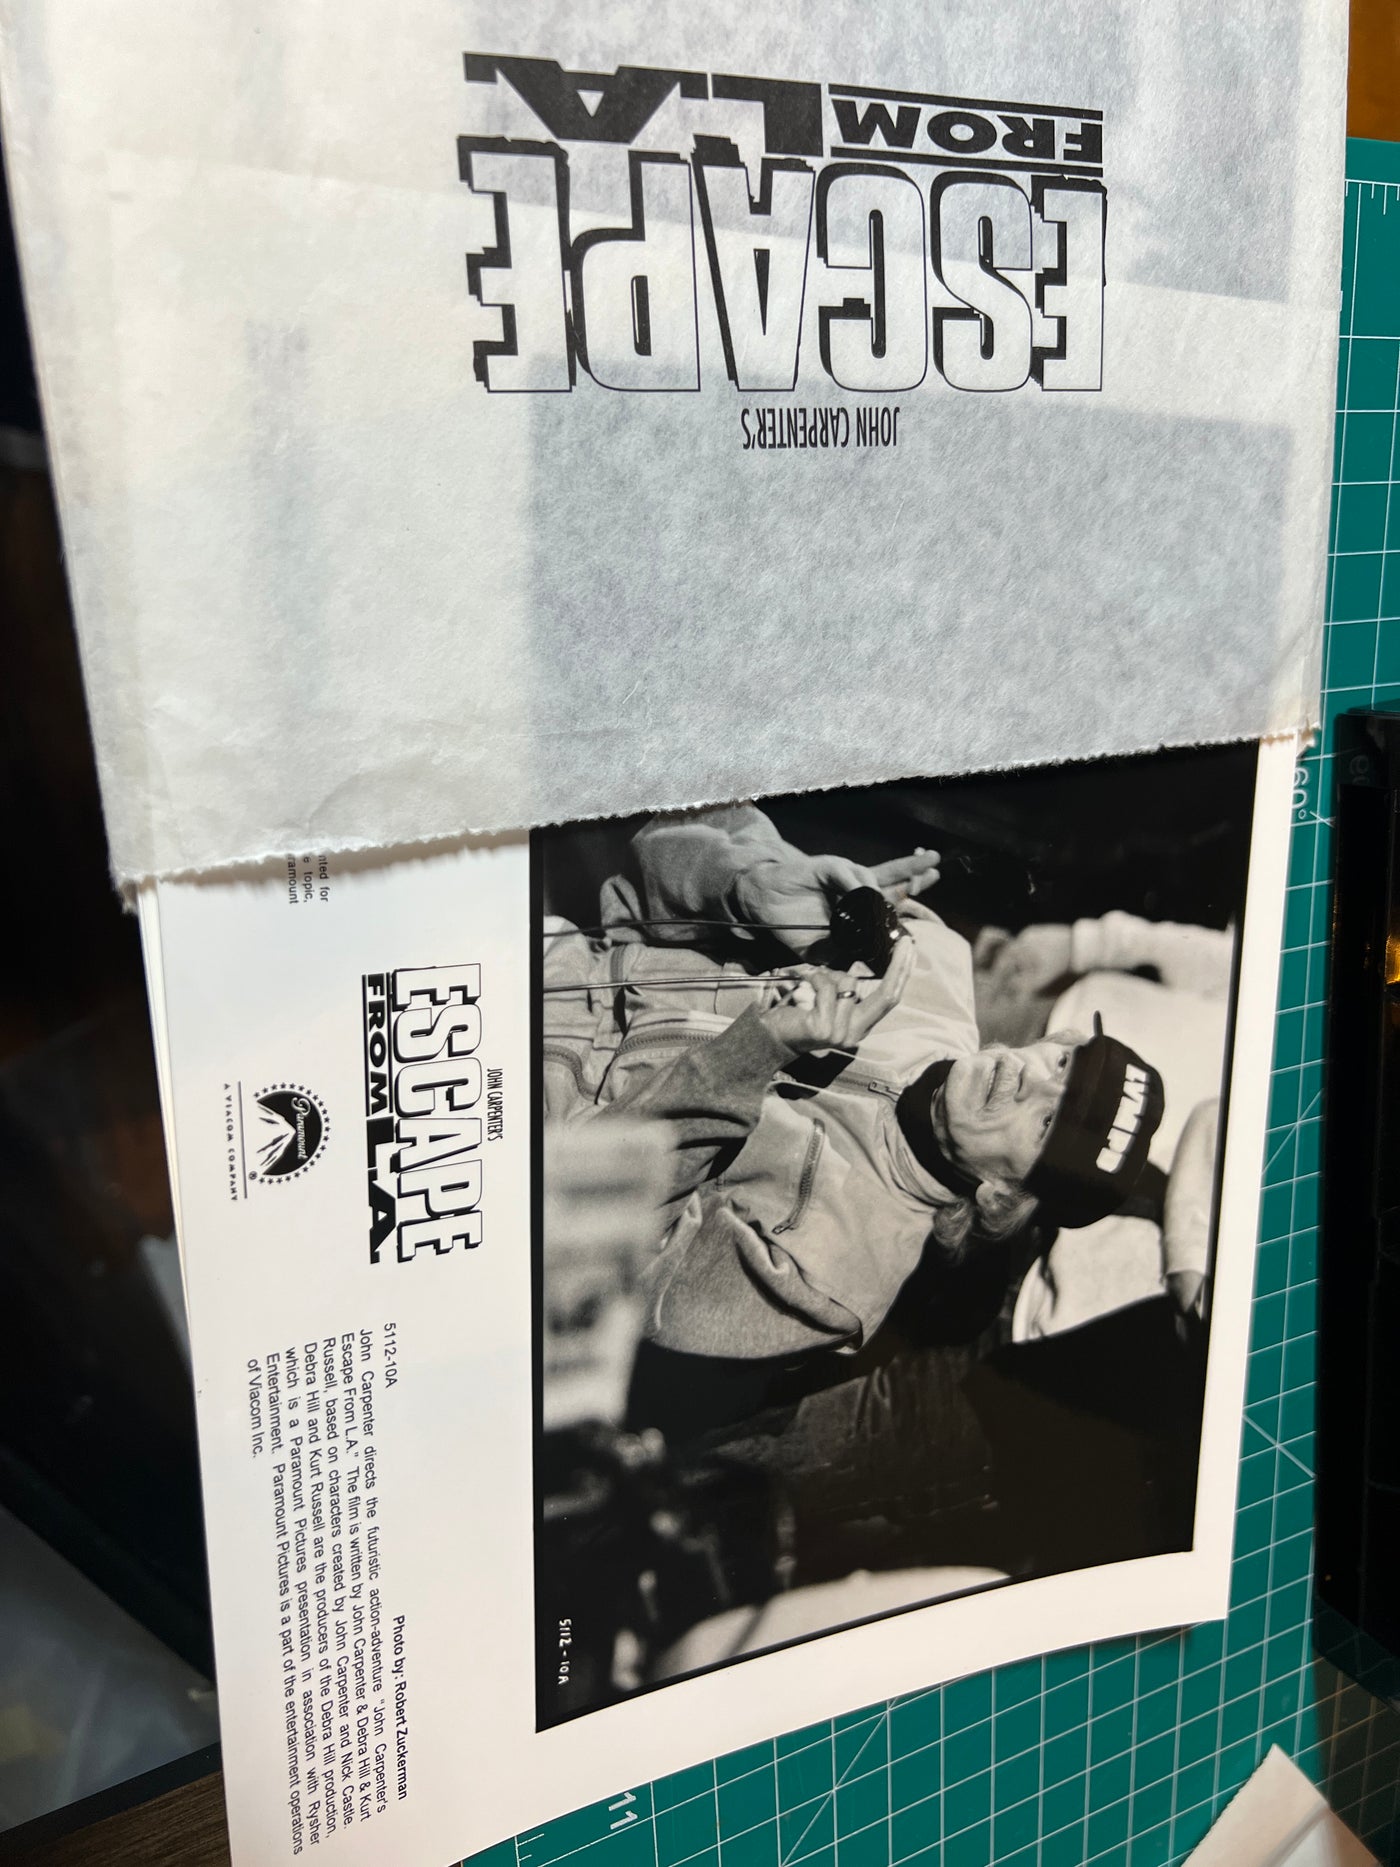 JOHN CARPENTER'S
ESCAPE
FROM L.A.
nted for
e topic,
ramount
JOHN CARPENTER'S
ESCAPE
FROM L.A.
Paramount
®
A VIACOM COMPANY
5112-10A
Photo by: Robert Zuckerman
John Carpenter directs the futuristic action-adventure "John Carpenter's
Escape From L.A." The film is written by John Carpenter & Debra Hill & Kurt
Russell, based on characters created by John Carpenter and Nick Castle.
Debra Hill and Kurt Russell are the producers of the Debra Hill production,
which is a Paramount Pictures presentation in association with Rysher
Entertainment. Paramount Pictures is a part of the entertainment operations
of Viacom Inc.
5112-10A
11